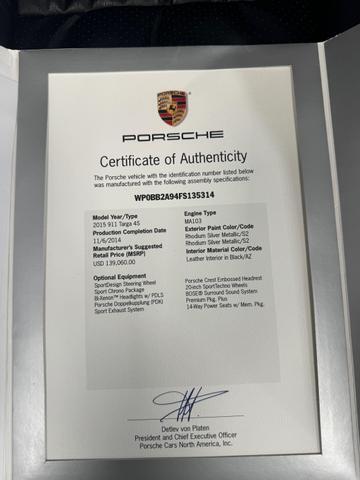 PORSCHE
PORSCHE
Certificate of Authenticity
The Porsche vehicle with the identification number listed below
was manufactured with the following assembly specifications:
WP0BB2A94FS135314
Model Year/Type
2015 911 Targa 4S
Production Completion Date
11/6/2014
Manufacturer's Suggested
Retail Price (MSRP)
USD 139,060.00
Engine Type
MA103
Exterior Paint Color/Code
Rhodium Silver Metallic/S2
Rhodium Silver Metallic/S2
Interior Material Color/Code
Leather Interior in Black/AZ
Optional Equipment
SportDesign Steering Wheel
Sport Chrono Package
Bi-Xenon™ Headlights w/ PDLS
Porsche Doppelkupplung (PDK)
Sport Exhaust System
Porsche Crest Embossed Headrest
20-inch SportTechno Wheels
BOSE® Surround Sound System
Premium Pkg. Plus
14-Way Power Seats w/ Mem. Pkg.
Detlev von Platen
President and Chief Executive Officer
Porsche Cars North America, Inc.